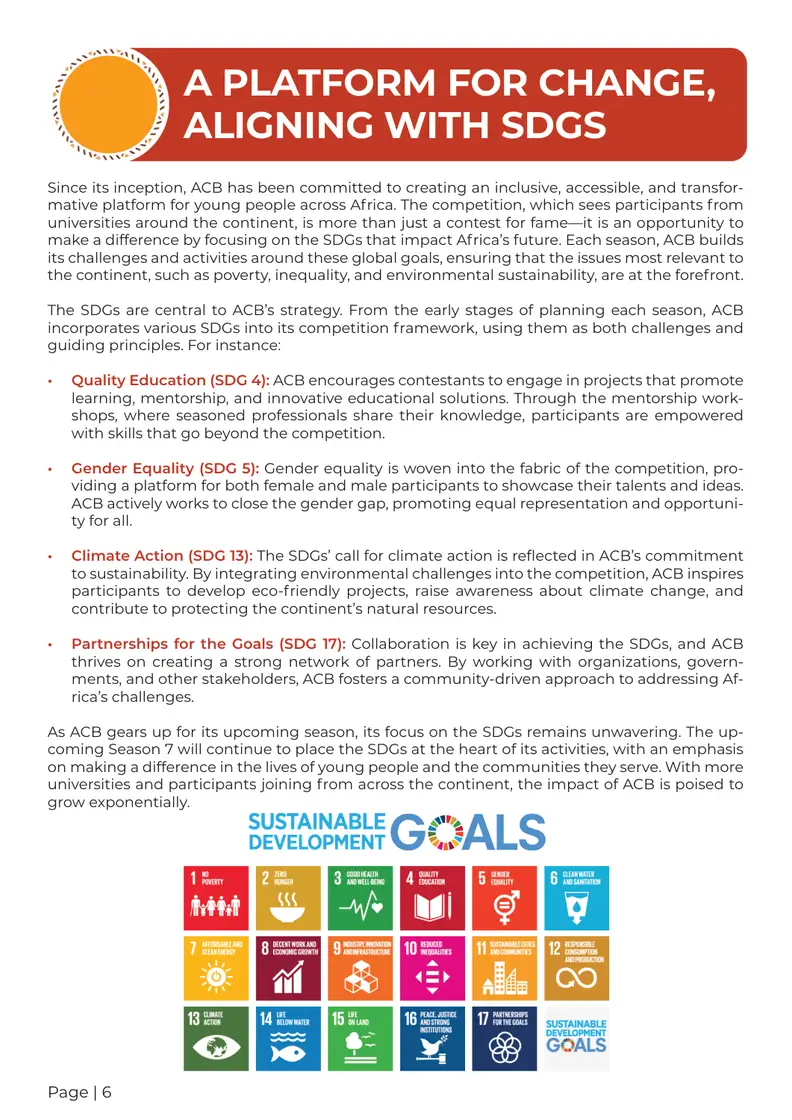 A PLATFORM FOR CHANGE,
ALIGNING WITH SDGS
Since its inception, ACB has been committed to creating an inclusive, accessible, and transfor-
mative platform for young people across Africa. The competition, which sees participants from
universities around the continent, is more than just a contest for fame—it is an opportunity to
make a difference by focusing on the SDGs that impact Africa's future. Each season, ACB builds
its challenges and activities around these global goals, ensuring that the issues most relevant to
the continent, such as poverty, inequality, and environmental sustainability, are at the forefront.
The SDGs are central to ACB's strategy. From the early stages of planning each season, ACB
incorporates various SDGs into its competition framework, using them as both challenges and
guiding principles. For instance:
• Quality Education (SDG 4): ACB encourages contestants to engage in projects that promote
learning, mentorship, and innovative educational solutions. Through the mentorship work-
shops, where seasoned professionals share their knowledge, participants are empowered
with skills that go beyond the competition.
• Gender Equality (SDG 5): Gender equality is woven into the fabric of the competition, pro-
viding a platform for both female and male participants to showcase their talents and ideas.
ACB actively works to close the gender gap, promoting equal representation and opportuni-
ty for all.
• Climate Action (SDG 13): The SDGs' call for climate action is reflected in ACB's commitment
to sustainability. By integrating environmental challenges into the competition, ACB inspires
participants to develop eco-friendly projects, raise awareness about climate change, and
contribute to protecting the continent's natural resources.
• Partnerships for the Goals (SDG 17): Collaboration is key in achieving the SDGs, and ACB
thrives on creating a strong network of partners. By working with organizations, govern-
ments, and other stakeholders, ACB fosters a community-driven approach to addressing Af-
rica's challenges.
As ACB gears up for its upcoming season, its focus on the SDGs remains unwavering. The up-
coming Season 7 will continue to place the SDGs at the heart of its activities, with an emphasis
on making a difference in the lives of young people and the communities they serve. With more
universities and participants joining from across the continent, the impact of ACB is poised to
grow exponentially.
SUSTAINABLE
DEVELOPMENT
GOALS
1 NO
POVERTY
2 ZERO
HUNGER
3 GOOD HEALTH
AND WELL-BEING
4 QUALITY
EDUCATION
5 GENDER
EQUALITY
6 CLEAN WATER
AND SANITATION
7 AFFORDABLE AND
CLEAN ENERGY
8 DECENT WORK AND
ECONOMIC GROWTH
9 INDUSTRY, INNOVATION
AND INFRASTRUCTURE
10 REDUCED
INEQUALITIES
11 SUSTAINABLE CITIES
AND COMMUNITIES
12 RESPONSIBLE
CONSUMPTION
AND PRODUCTION
13 CLIMATE
ACTION
14 LIFE
BELOW WATER
15 LIFE
ON LAND
16 PEACE, JUSTICE
AND STRONG
INSTITUTIONS
17 PARTNERSHIPS
FOR THE GOALS
SUSTAINABLE
DEVELOPMENT
GOALS
Page | 6